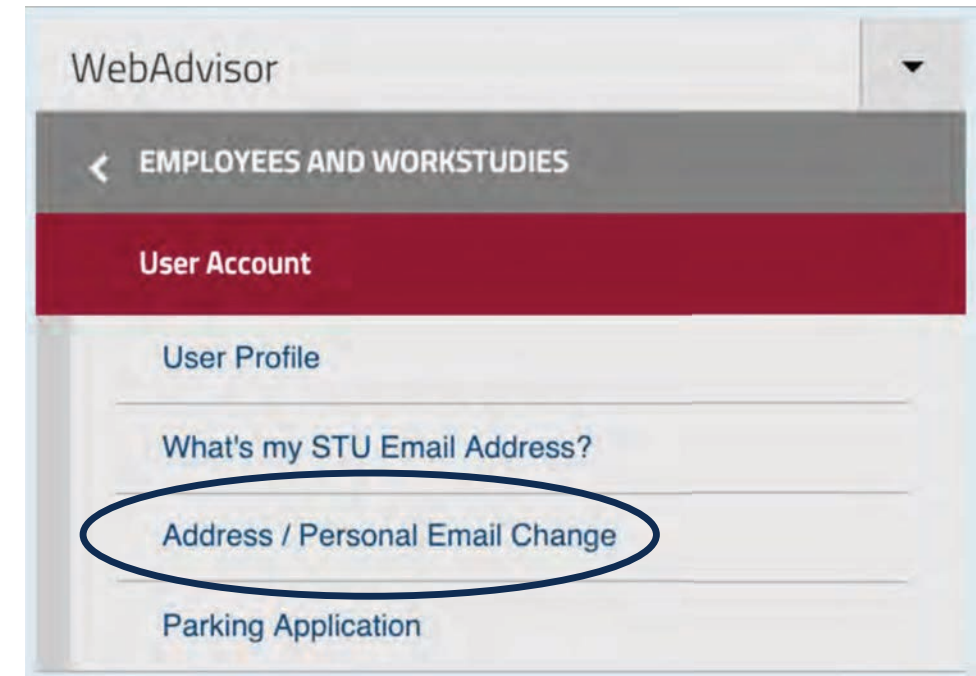 WebAdvisor
EMPLOYEES AND WORKSTUDIES
User Account
User Profile
What's my STU Email Address?
Address / Personal Email Change
Parking Application